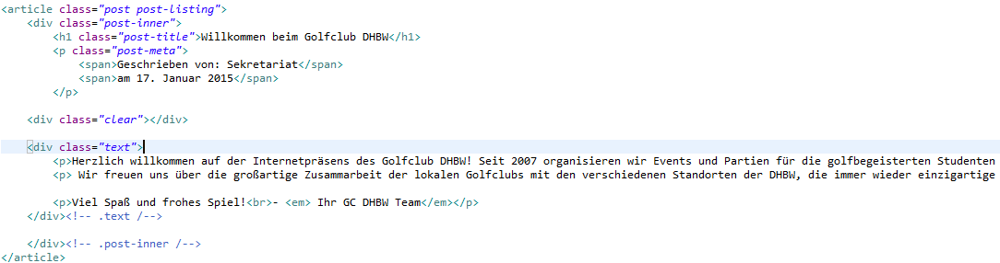 <article class="post post-listing">
    <div class="post-inner">
        <h1 class="post-title">Willkommen beim Golfclub DHBW</h1>
        <p class="post-meta">
            <span>Geschrieben von: Sekretariat</span>
            <span>am 17. Januar 2015</span>
        </p>
    <div class="clear"></div>
    <div class="text">
        <p>Herzlich willkommen auf der Internetpräsens des Golfclub DHBW! Seit 2007 organisieren wir Events und Partien für die golfbegeisterten Studenten
        <p> Wir freuen uns über die großartige Zusammarbeit der lokalen Golfclubs mit den verschiedenen Standorten der DHBW, die immer wieder einzigartige
        <p>Viel Spaß und frohes Spiel!<br>- <em> Ihr GC DHBW Team</em></p>
    </div><!-- .text /-->
    </div><!-- .post-inner /-->
</article>